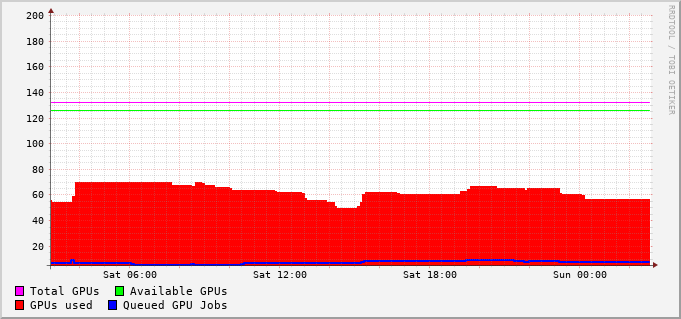 200
180
160
140
120
100
80
60
40
20
Sat 06:00 Sat 12:00 Sat 18:00 Sun 00:00
Total GPUs Available GPUs
GPUs used Queued GPU Jobs
RRDTOOL / TOBI OETIKER